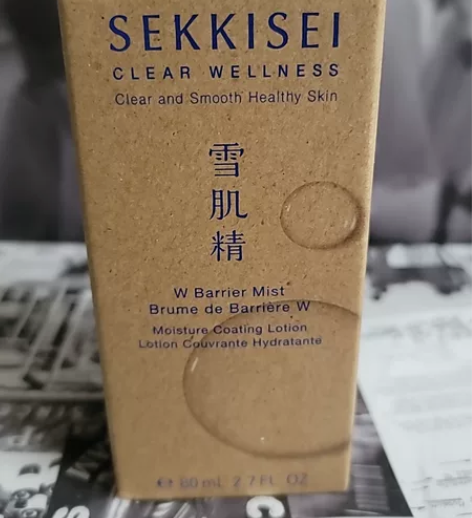 SEKKISEI
CLEAR WELLNESS
Clear and Smooth Healthy Skin
雪
肌
精
W Barrier Mist
Brume de Barrière W
Moisture Coating Lotion
Lotion Couvrante Hydratante
℮ 80 mL 2.7 FL. OZ.